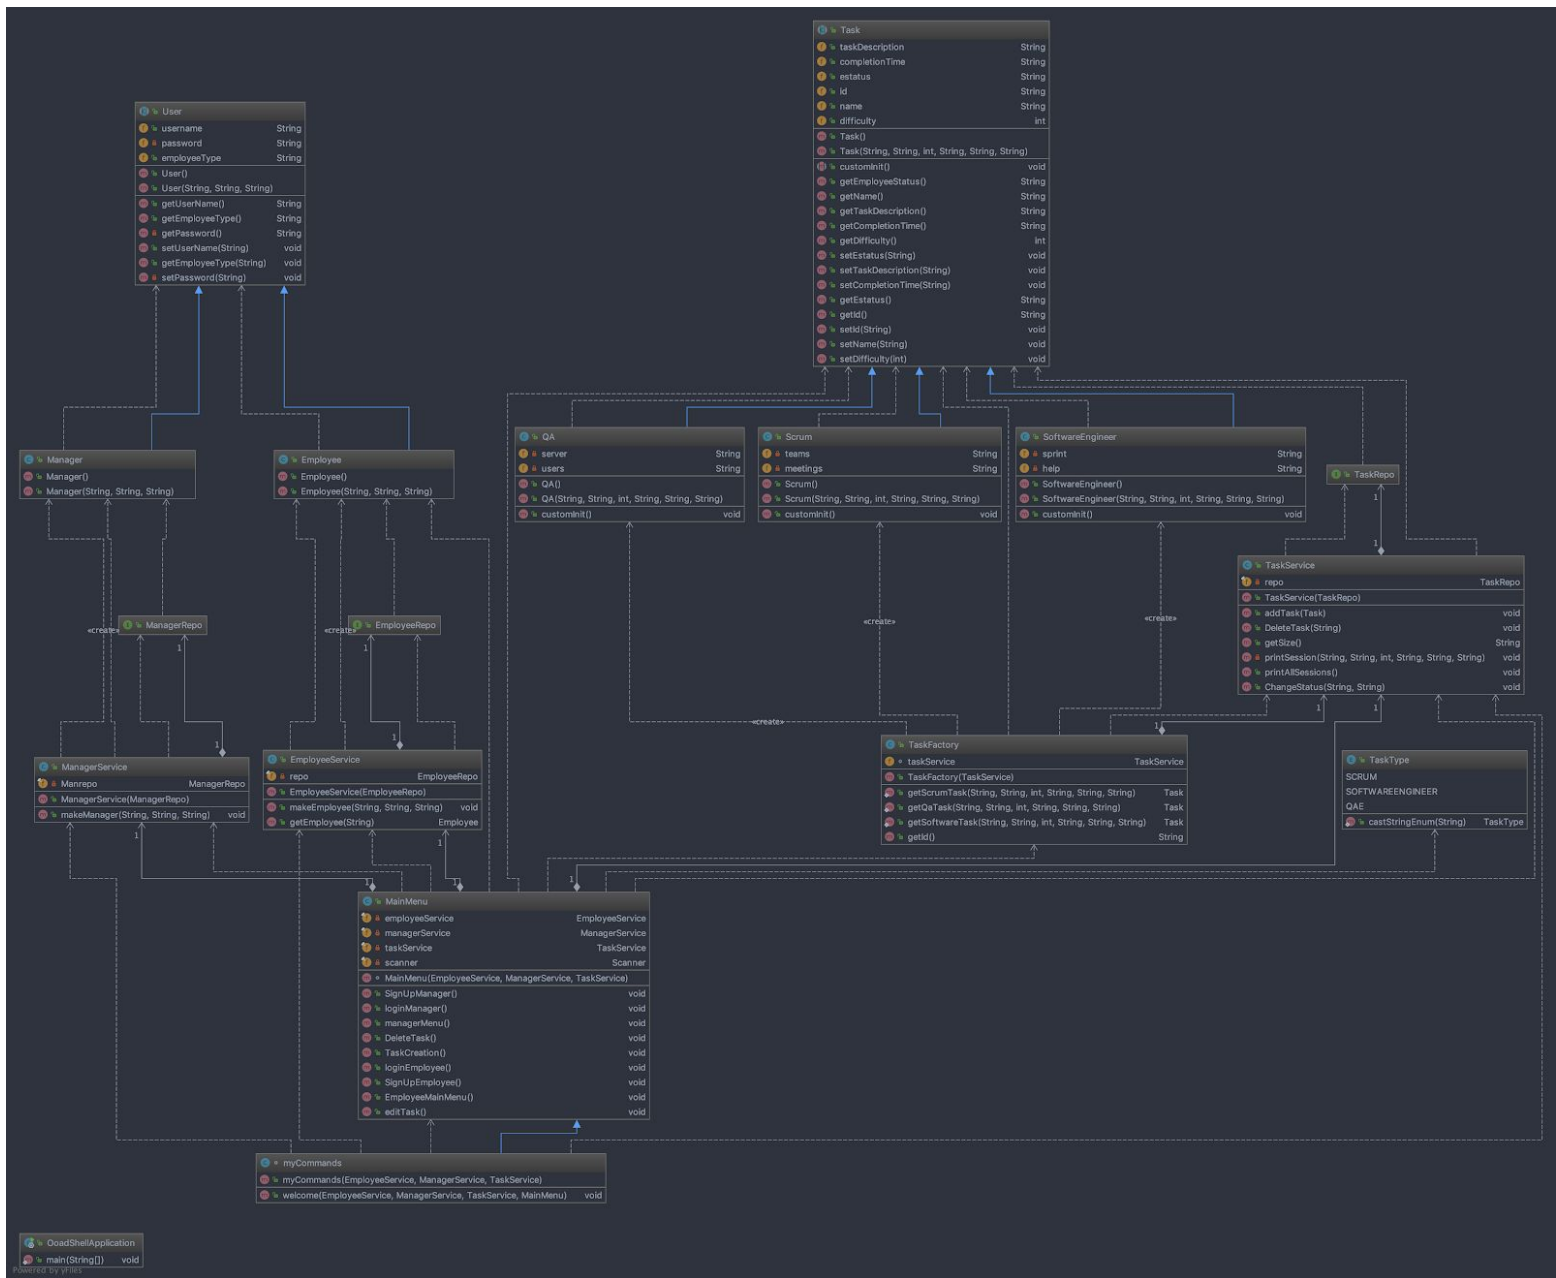 Task
taskDescription String
completionTime String
estatus String
id String
name String
difficulty int
Task()
Task(String, String, int, String, String, String)
customInit() void
getEmployeeStatus() String
getName() String
getTaskDescription() String
getCompletionTime() String
getDifficulty() int
setEstatus(String) void
setTaskDescription(String) void
setCompletionTime(String) void
getEstatus() String
getId() String
setId(String) void
setName(String) void
setDifficulty(int) void
User
username String
password String
employeeType String
User()
User(String, String, String)
getUserName() String
getEmployeeType() String
getPassword() String
setUserName(String) void
getEmployeeType(String) void
setPassword(String) void
Manager
Manager()
Manager(String, String, String)
Employee
Employee()
Employee(String, String, String)
QA
server String
users String
QA()
QA(String, String, int, String, String, String)
customInit() void
Scrum
teams String
meetings String
Scrum()
Scrum(String, String, int, String, String, String)
customInit() void
SoftwareEngineer
sprint String
help String
SoftwareEngineer()
SoftwareEngineer(String, String, int, String, String, String)
customInit() void
TaskRepo
1
1
TaskService
repo TaskRepo
TaskService(TaskRepo)
addTask(Task) void
DeleteTask(String) void
getSize() String
printSession(String, String, int, String, String, String) void
printAllSessions() void
ChangeStatus(String, String) void
«create»
ManagerRepo
1
«create»
EmployeeRepo
1
«create»
«create»
«create»
1
1
1
1
1
ManagerService
Manrepo ManagerRepo
ManagerService(ManagerRepo)
makeManager(String, String, String) void
EmployeeService
repo EmployeeRepo
EmployeeService(EmployeeRepo)
makeEmployee(String, String, String) void
getEmployee(String) Employee
TaskFactory
taskService TaskService
TaskFactory(TaskService)
getScrumTask(String, String, int, String, String, String) Task
getQaTask(String, String, int, String, String, String) Task
getSoftwareTask(String, String, int, String, String, String) Task
getId() String
TaskType
SCRUM
SOFTWAREENGINEER
QAE
castStringEnum(String) TaskType
1
1
1
1
1
MainMenu
employeeService EmployeeService
managerService ManagerService
taskService TaskService
scanner Scanner
MainMenu(EmployeeService, ManagerService, TaskService)
SignUpManager() void
loginManager() void
managerMenu() void
DeleteTask() void
TaskCreation() void
loginEmployee() void
SignUpEmployee() void
EmployeeMainMenu() void
editTask() void
myCommands
myCommands(EmployeeService, ManagerService, TaskService)
welcome(EmployeeService, ManagerService, TaskService, MainMenu) void
OoadShellApplication
main(String[]) void
Powered by yFiles